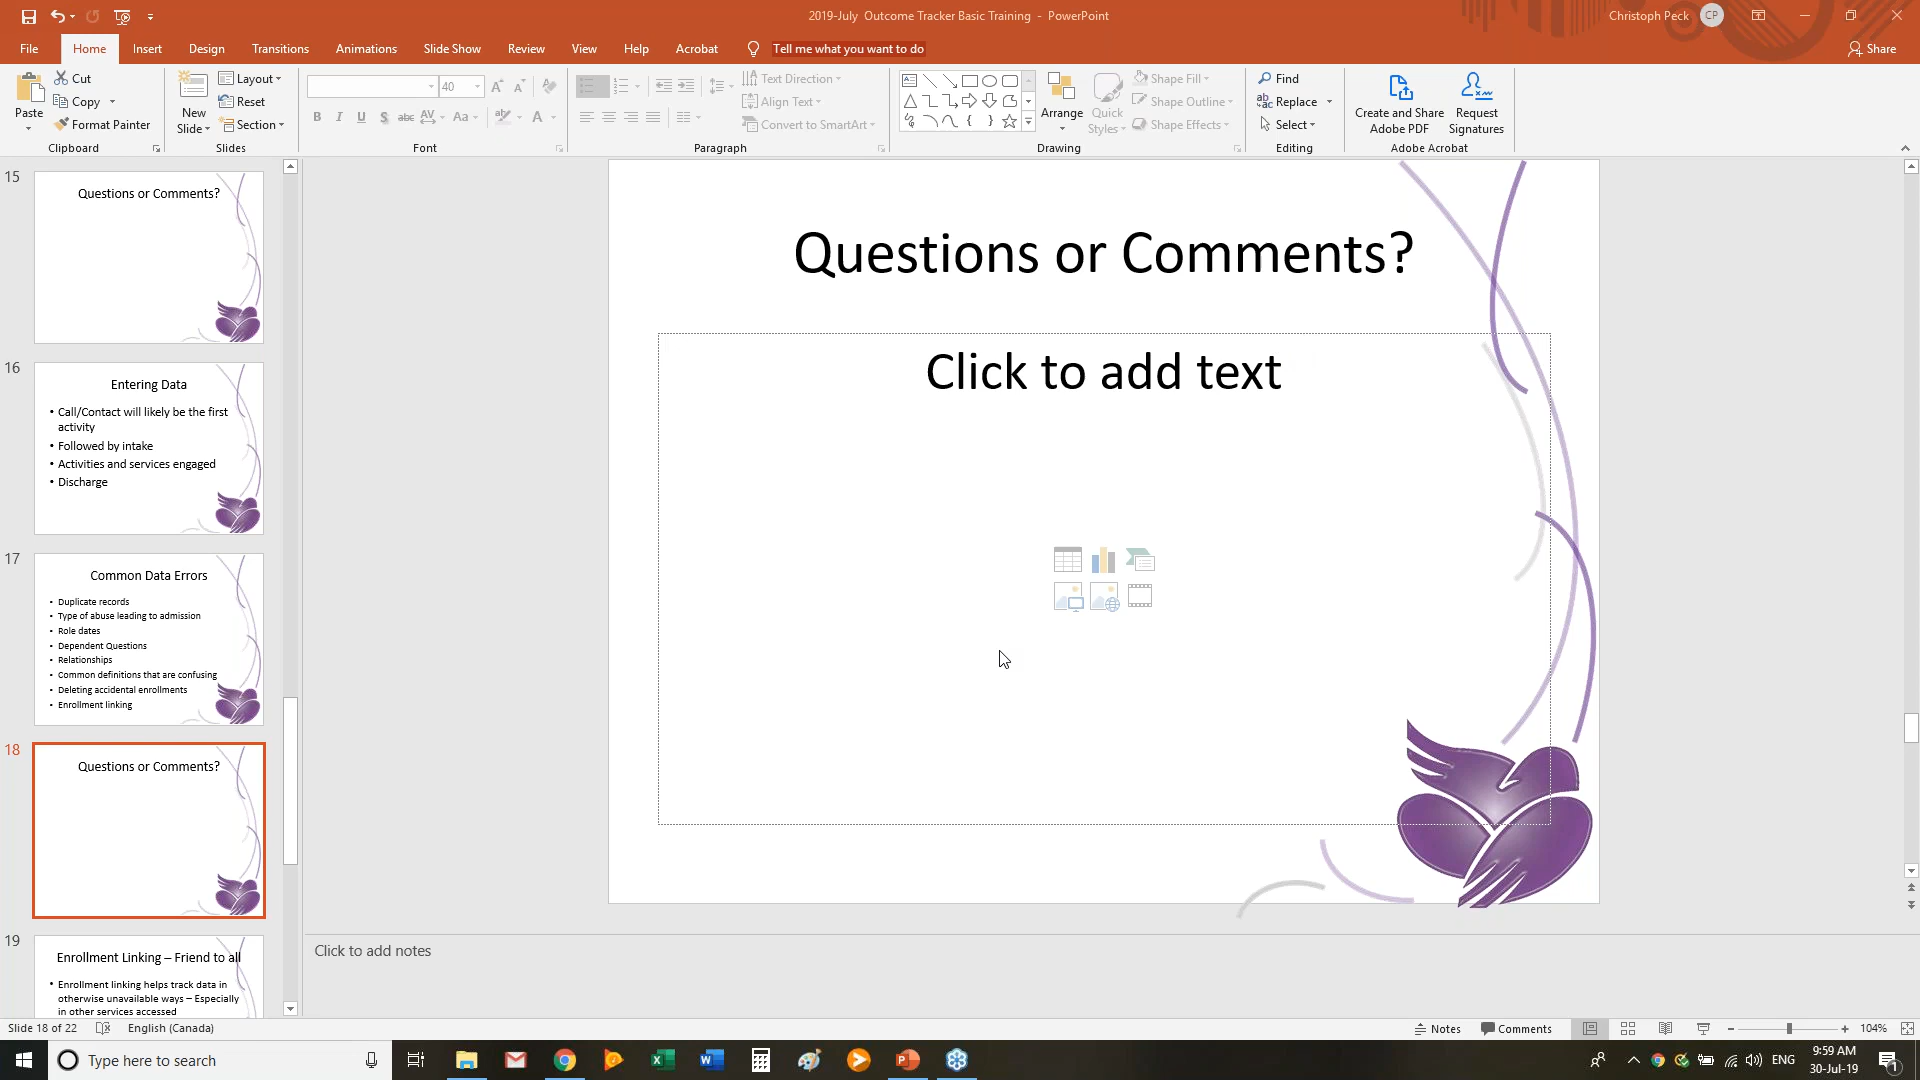 2019-July  Outcome Tracker Basic Training  -  PowerPoint
Christoph Peck
CP
File
Home
Insert
Design
Transitions
Animations
Slide Show
Review
View
Help
Acrobat
Tell me what you want to do
Share
Paste
Cut
Copy
Format Painter
Clipboard
New
Slide
Layout
Reset
Section
Slides
40
B I U S abc AV Aa A
Font
Text Direction
Align Text
Convert to SmartArt
Paragraph
Arrange
Quick
Styles
Shape Fill
Shape Outline
Shape Effects
Drawing
Find
Replace
Select
Editing
Create and Share
Adobe PDF
Request
Signatures
Adobe Acrobat
15
Questions or Comments?
16
Entering Data
• Call/Contact will likely be the first
activity
• Followed by intake
• Activities and services engaged
• Discharge
17
Common Data Errors
• Duplicate records
• Type of abuse leading to admission
• Role dates
• Dependent Questions
• Relationships
• Common definitions that are confusing
• Deleting accidental enrollments
• Enrollment linking
18
Questions or Comments?
19
Enrollment Linking – Friend to all
• Enrollment linking helps track data in
otherwise unavailable ways – Especially
in other services accessed
Questions or Comments?
Click to add text
Click to add notes
Slide 18 of 22
English (Canada)
Notes
Comments
104%
Type here to search
ENG
9:59 AM
30-Jul-19
1